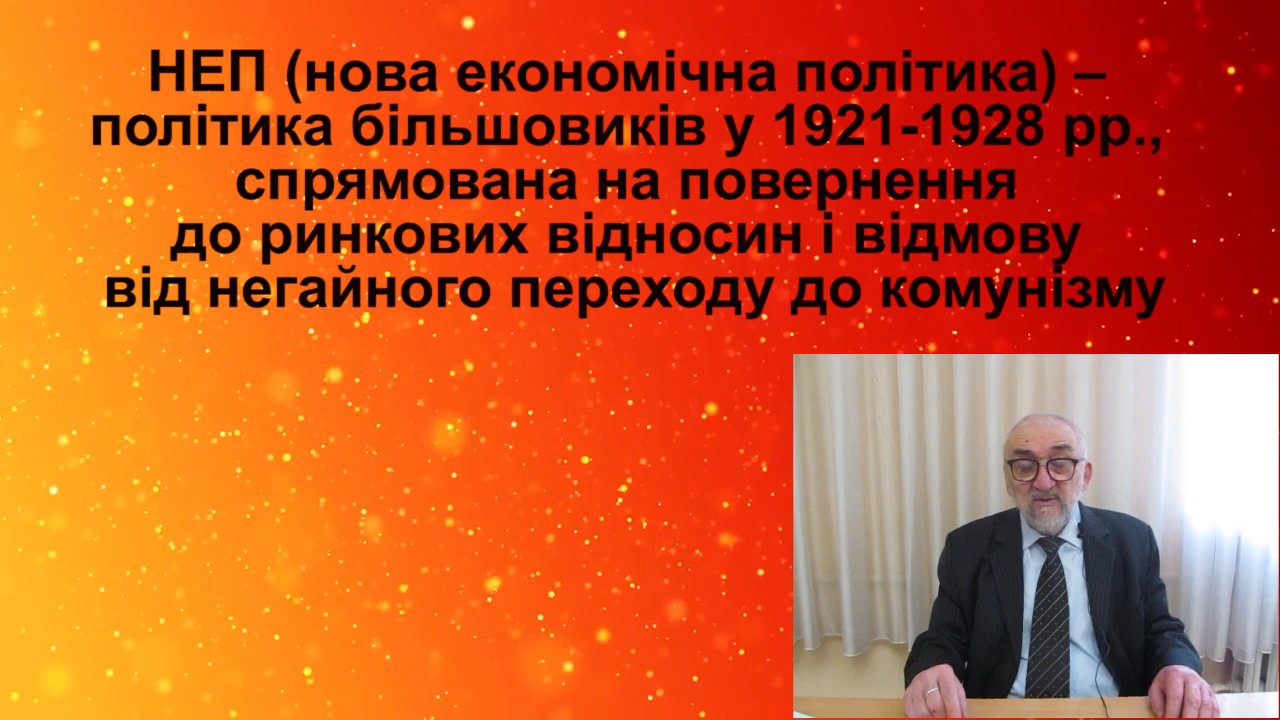 НЕП (нова економічна політика) –
політика більшовиків у 1921-1928 рр.,
спрямована на повернення
до ринкових відносин і відмову
від негайного переходу до комунізму